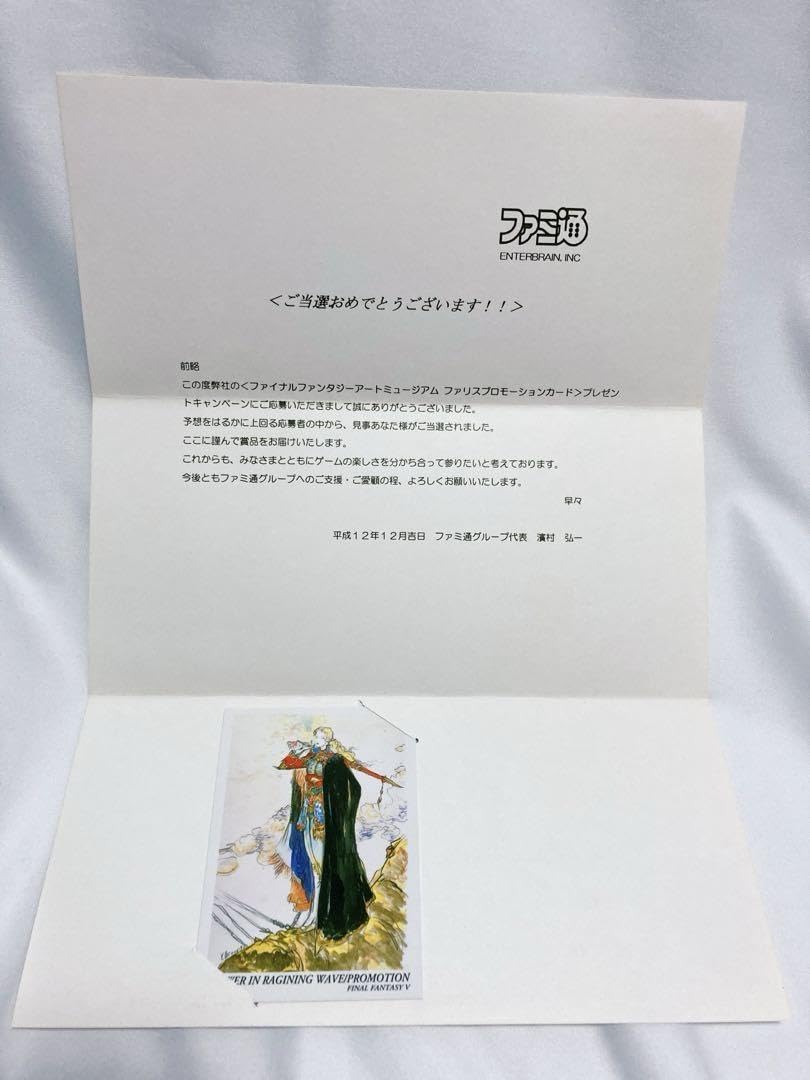 ファミ通
ENTERBRAIN, INC
＜ご当選おめでとうございます！！＞
前略
この度弊社の＜ファイナルファンタジーアートミュージアム ファリスプロモーションカード＞プレゼン
トキャンペーンにご応募いただきまして誠にありがとうございました。
予想をはるかに上回る応募者の中から、見事あなた様がご当選されました。
ここに謹んで賞品をお届けいたします。
これからも、みなさまとともにゲームの楽しさを分かち合って参りたいと考えております。
今後ともファミ通グループへのご支援・ご愛顧の程、よろしくお願いいたします。
早々
平成１２年１２月吉日　ファミ通グループ代表　濱村　弘一
WER IN RAGINING WAVE/PROMOTION
FINAL FANTASY V